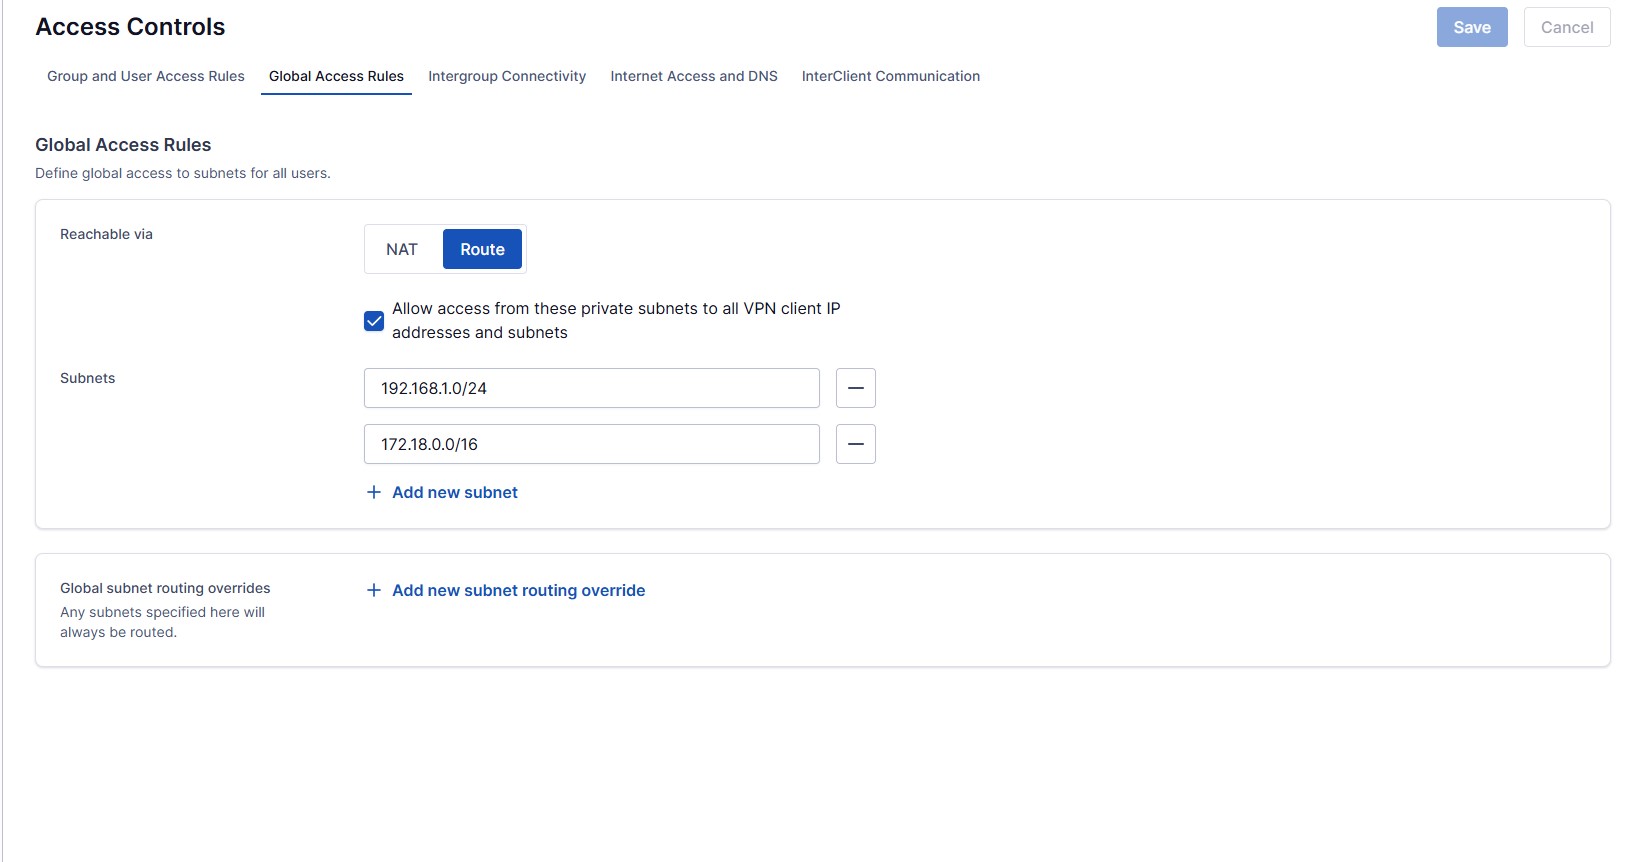 Access Controls
Save
Cancel
Group and User Access Rules
Global Access Rules
Intergroup Connectivity
Internet Access and DNS
InterClient Communication
Global Access Rules
Define global access to subnets for all users.
Reachable via
NAT
Route
Allow access from these private subnets to all VPN client IP
addresses and subnets
Subnets
192.168.1.0/24
172.18.0.0/16
Add new subnet
Global subnet routing overrides
Any subnets specified here will
always be routed.
Add new subnet routing override